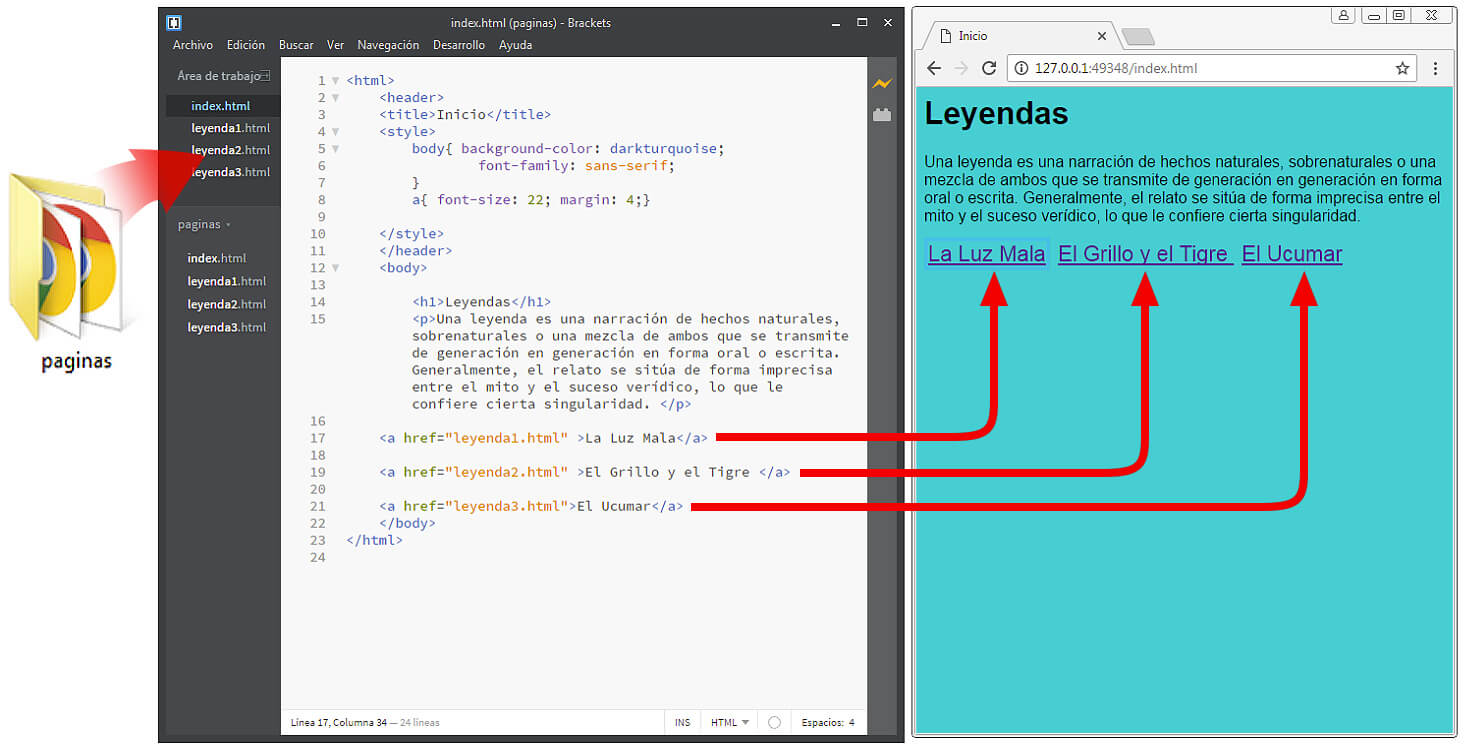 paginas
index.html (paginas) - Brackets
Archivo Edición Buscar Ver Navegación Desarrollo Ayuda
Área de trabajo
index.html
leyenda1.html
leyenda2.html
leyenda3.html
paginas
index.html
leyenda1.html
leyenda2.html
leyenda3.html
1 <html>
2 <header>
3 <title>Inicio</title>
4 <style>
5 body{ background-color: darkturquoise;
6 font-family: sans-serif;
7 }
8 a{ font-size: 22; margin: 4;}
9
10 </style>
11 </header>
12 <body>
13
14 <h1>Leyendas</h1>
15 <p>Una leyenda es una narración de hechos naturales,
sobrenaturales o una mezcla de ambos que se transmite
de generación en generación en forma oral o escrita.
Generalmente, el relato se sitúa de forma imprecisa
entre el mito y el suceso verídico, lo que le
confiere cierta singularidad. </p>
16
17 <a href="leyenda1.html" >La Luz Mala</a>
18
19 <a href="leyenda2.html" >El Grillo y el Tigre </a>
20
21 <a href="leyenda3.html">El Ucumar</a>
22 </body>
23 </html>
24
Línea 17, Columna 34 — 24 líneas INS HTML Espacios: 4
Inicio
127.0.0.1:49348/index.html
Leyendas
Una leyenda es una narración de hechos naturales, sobrenaturales o una
mezcla de ambos que se transmite de generación en generación en forma
oral o escrita. Generalmente, el relato se sitúa de forma imprecisa entre el
mito y el suceso verídico, lo que le confiere cierta singularidad.
La Luz Mala El Grillo y el Tigre El Ucumar